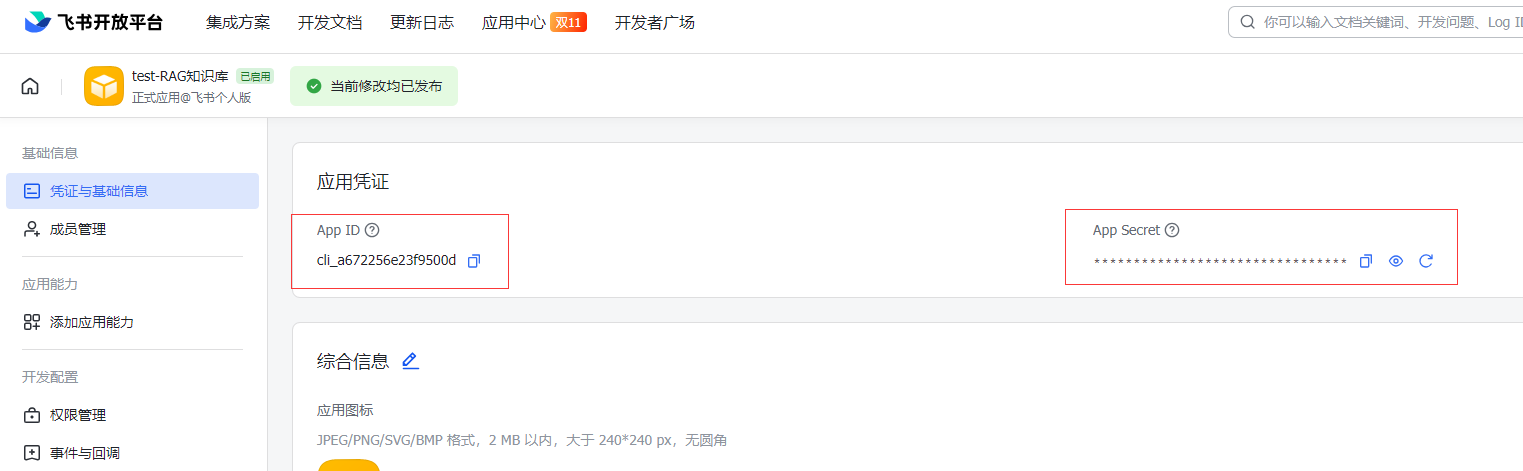 飞书开放平台 集成方案 开发文档 更新日志 应用中心 双11 开发者广场 你可以输入文档关键词、开发问题、Log ID
test-RAG知识库 已启用
正式应用@飞书个人版
当前修改均已发布
基础信息
凭证与基础信息
成员管理
应用能力
添加应用能力
开发配置
权限管理
事件与回调
应用凭证
App ID
cli_a672256e23f9500d
App Secret
********************************
综合信息
应用图标
JPEG/PNG/SVG/BMP 格式，2 MB 以内，大于 240*240 px，无圆角